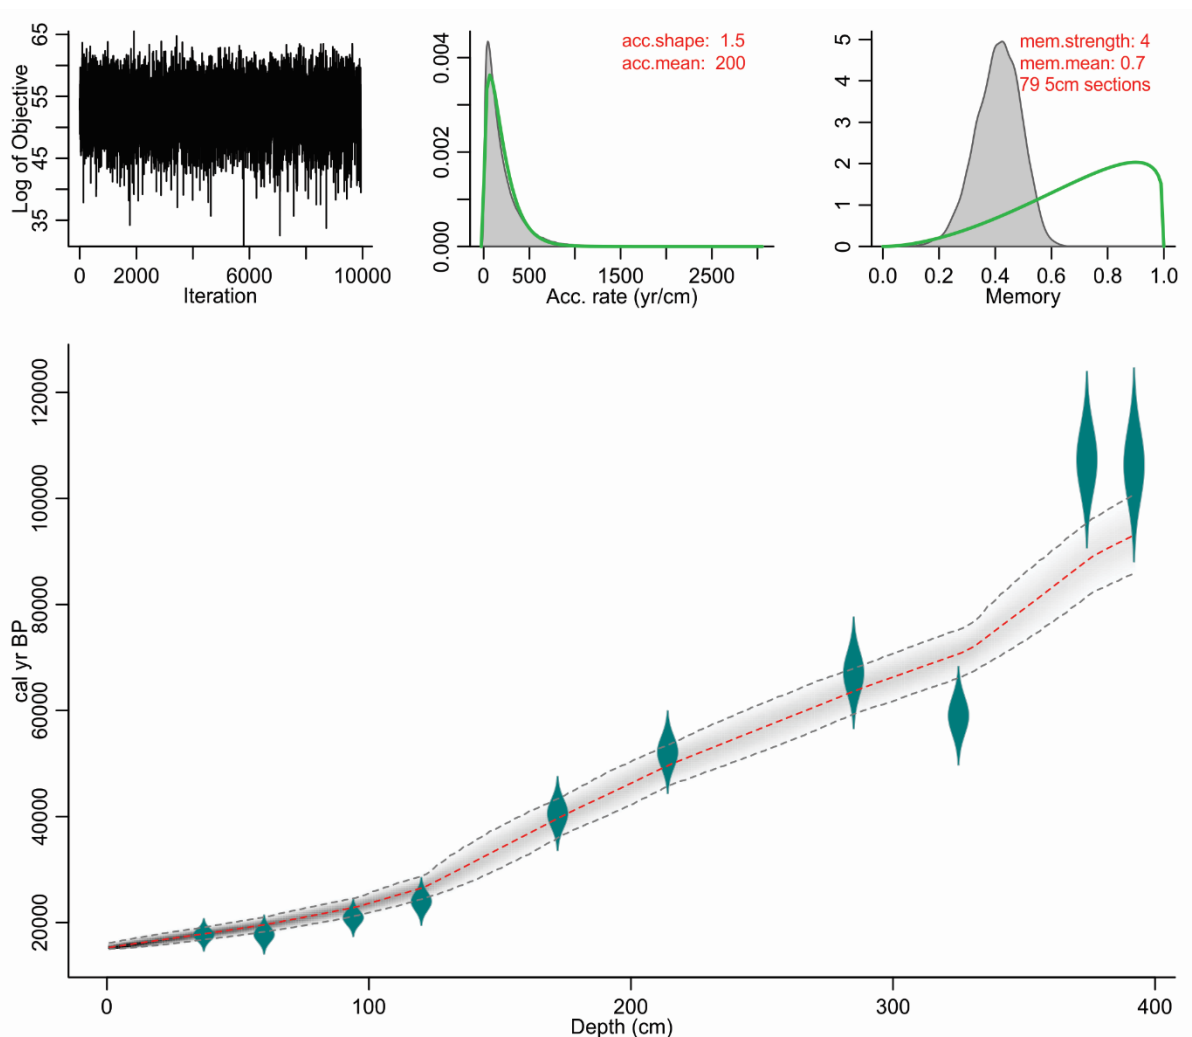 65
55
45
35
Log of Objective
0 2000 6000 10000
Iteration
acc.shape: 1.5
acc.mean: 200
0.004
0.002
0.000
0 500 1500 2500
Acc. rate (yr/cm)
mem.strength: 4
mem.mean: 0.7
79 5cm sections
5
4
3
2
1
0
0.0 0.2 0.4 0.6 0.8 1.0
Memory
120000
100000
80000
60000
40000
20000
cal yr BP
0 100 200 300 400
Depth (cm)